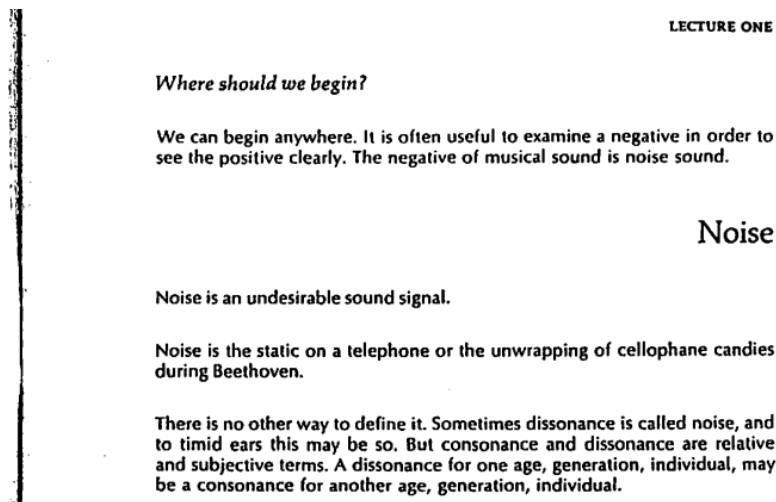 LECTURE ONE
Where should we begin?
We can begin anywhere. It is often useful to examine a negative in order to
see the positive clearly. The negative of musical sound is noise sound.
Noise
Noise is an undesirable sound signal.
Noise is the static on a telephone or the unwrapping of cellophane candies
during Beethoven.
There is no other way to define it. Sometimes dissonance is called noise, and
to timid ears this may be so. But consonance and dissonance are relative
and subjective terms. A dissonance for one age, generation, individual, may
be a consonance for another age, generation, individual.